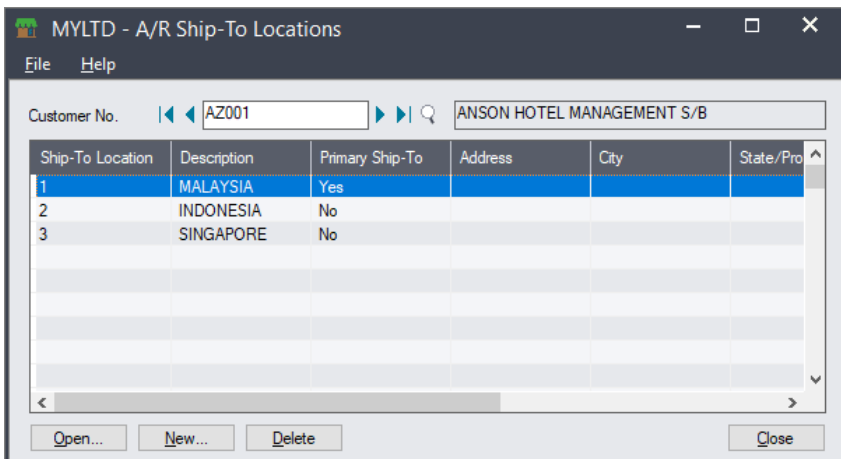 MYLTD - A/R Ship-To Locations
File Help
Customer No. AZ001 ANSON HOTEL MANAGEMENT S/B
Ship-To Location Description Primary Ship-To Address City State/Pro
1 MALAYSIA Yes
2 INDONESIA No
3 SINGAPORE No
Open... New... Delete Close